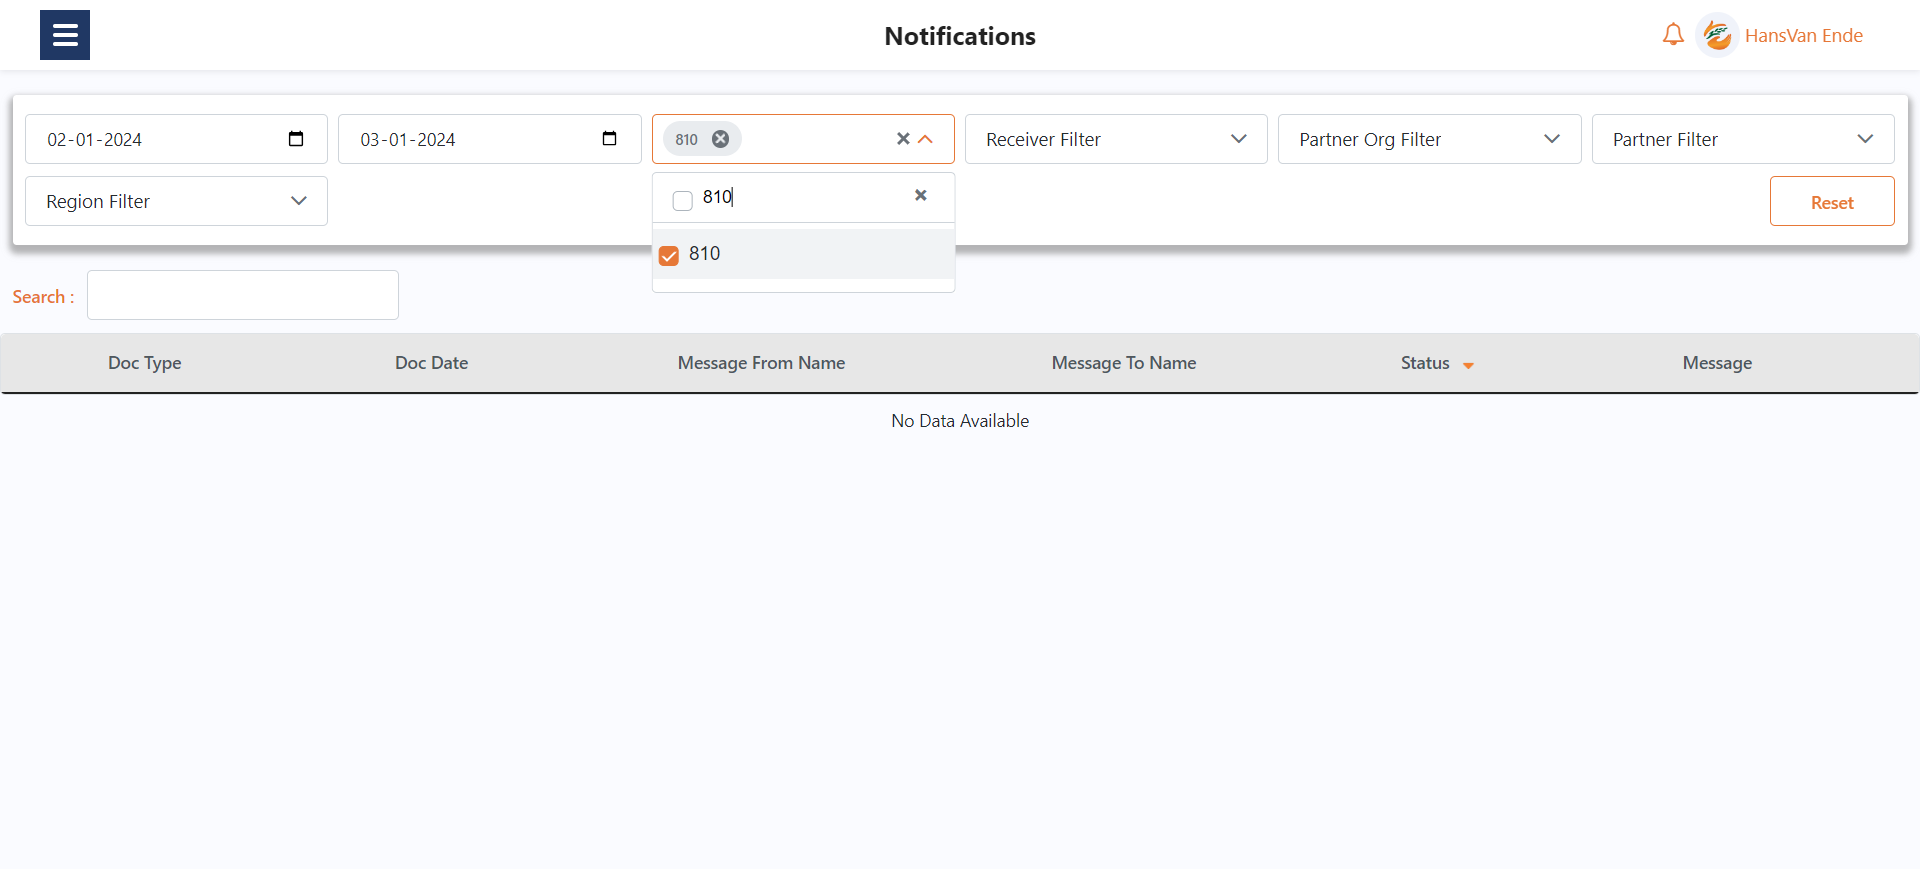 Notifications
HansVan Ende
02-01-2024
03-01-2024
810
Receiver Filter
Partner Org Filter
Partner Filter
Region Filter
810
Reset
810
Search :
Doc Type
Doc Date
Message From Name
Message To Name
Status
Message
No Data Available